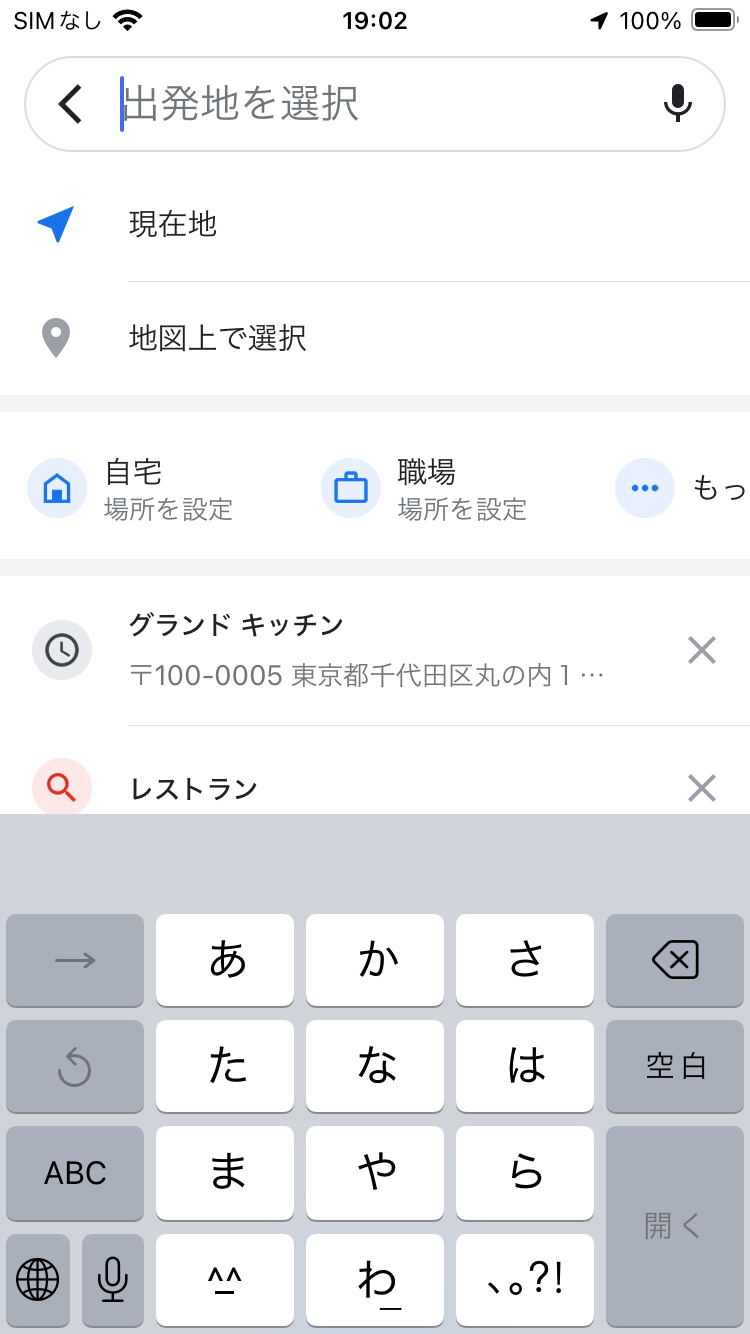 SIMなし 19:02 100%
出発地を選択
現在地
地図上で選択
自宅 職場 もっ
場所を設定 場所を設定
グランド キッチン
〒100-0005 東京都千代田区丸の内１…
レストラン
→ あ か さ
た な は 空白
ABC ま や ら
開く
^_^ わ_ 、。?!